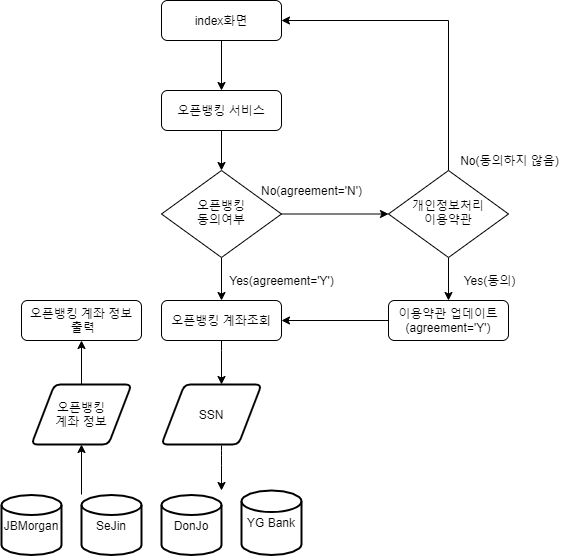 index화면
오픈뱅킹 서비스
No(동의하지 않음)
오픈뱅킹
동의여부
No(agreement='N')
개인정보처리
이용약관
Yes(agreement='Y')
Yes(동의)
오픈뱅킹 계좌 정보
출력
오픈뱅킹 계좌조회
이용약관 업데이트
(agreement='Y')
오픈뱅킹
계좌 정보
SSN
JBMorgan
SeJin
DonJo
YG Bank